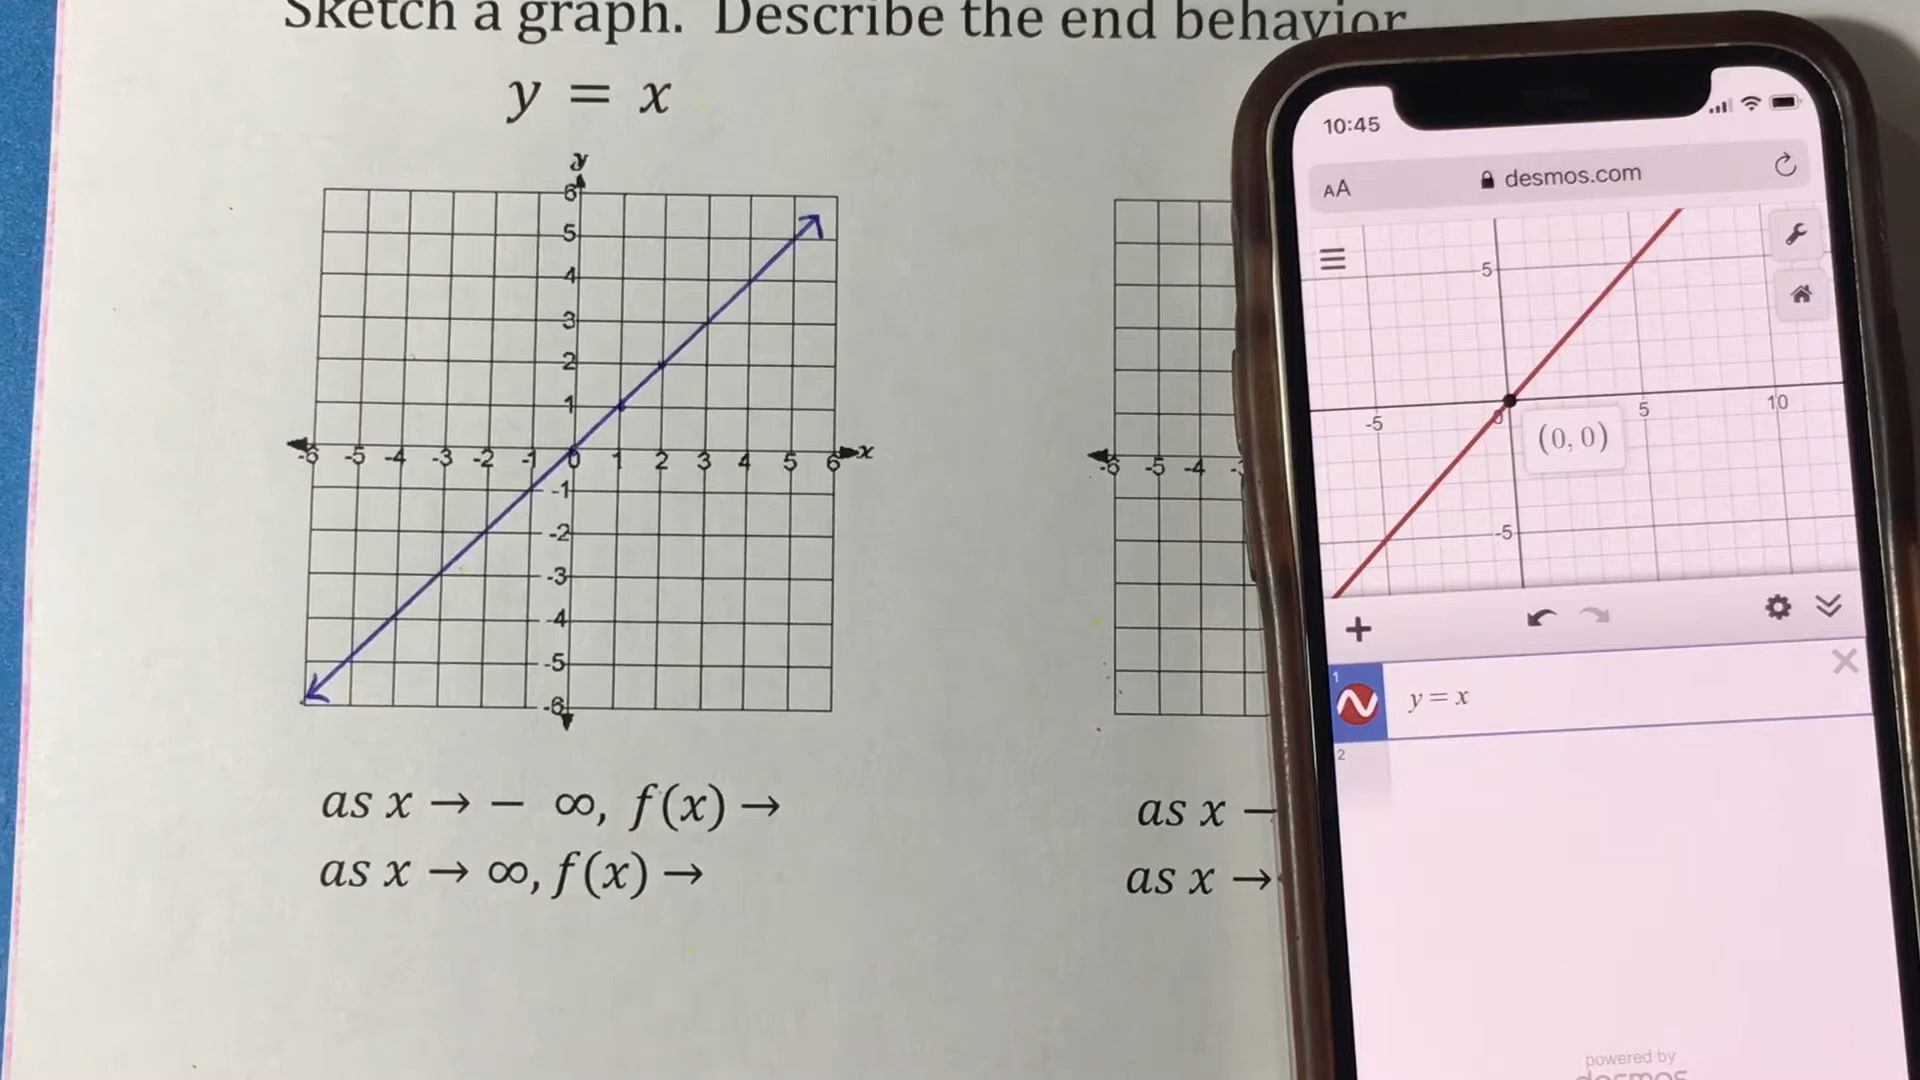 Sketch a graph. Describe the end behavior
y = x
y
6
5
4
3
2
1
-6 -5 -4 -3 -2 -1 0 1 2 3 4 5 6 x
-1
-2
-3
-4
-5
-6
as x → − ∞, f(x) →
as x → ∞, f(x) →
-6 -5 -4
as x
as x →
10:45
AA desmos.com
5
-5 0 5 10
(0, 0)
-5
1
y = x
2
powered by
desmos